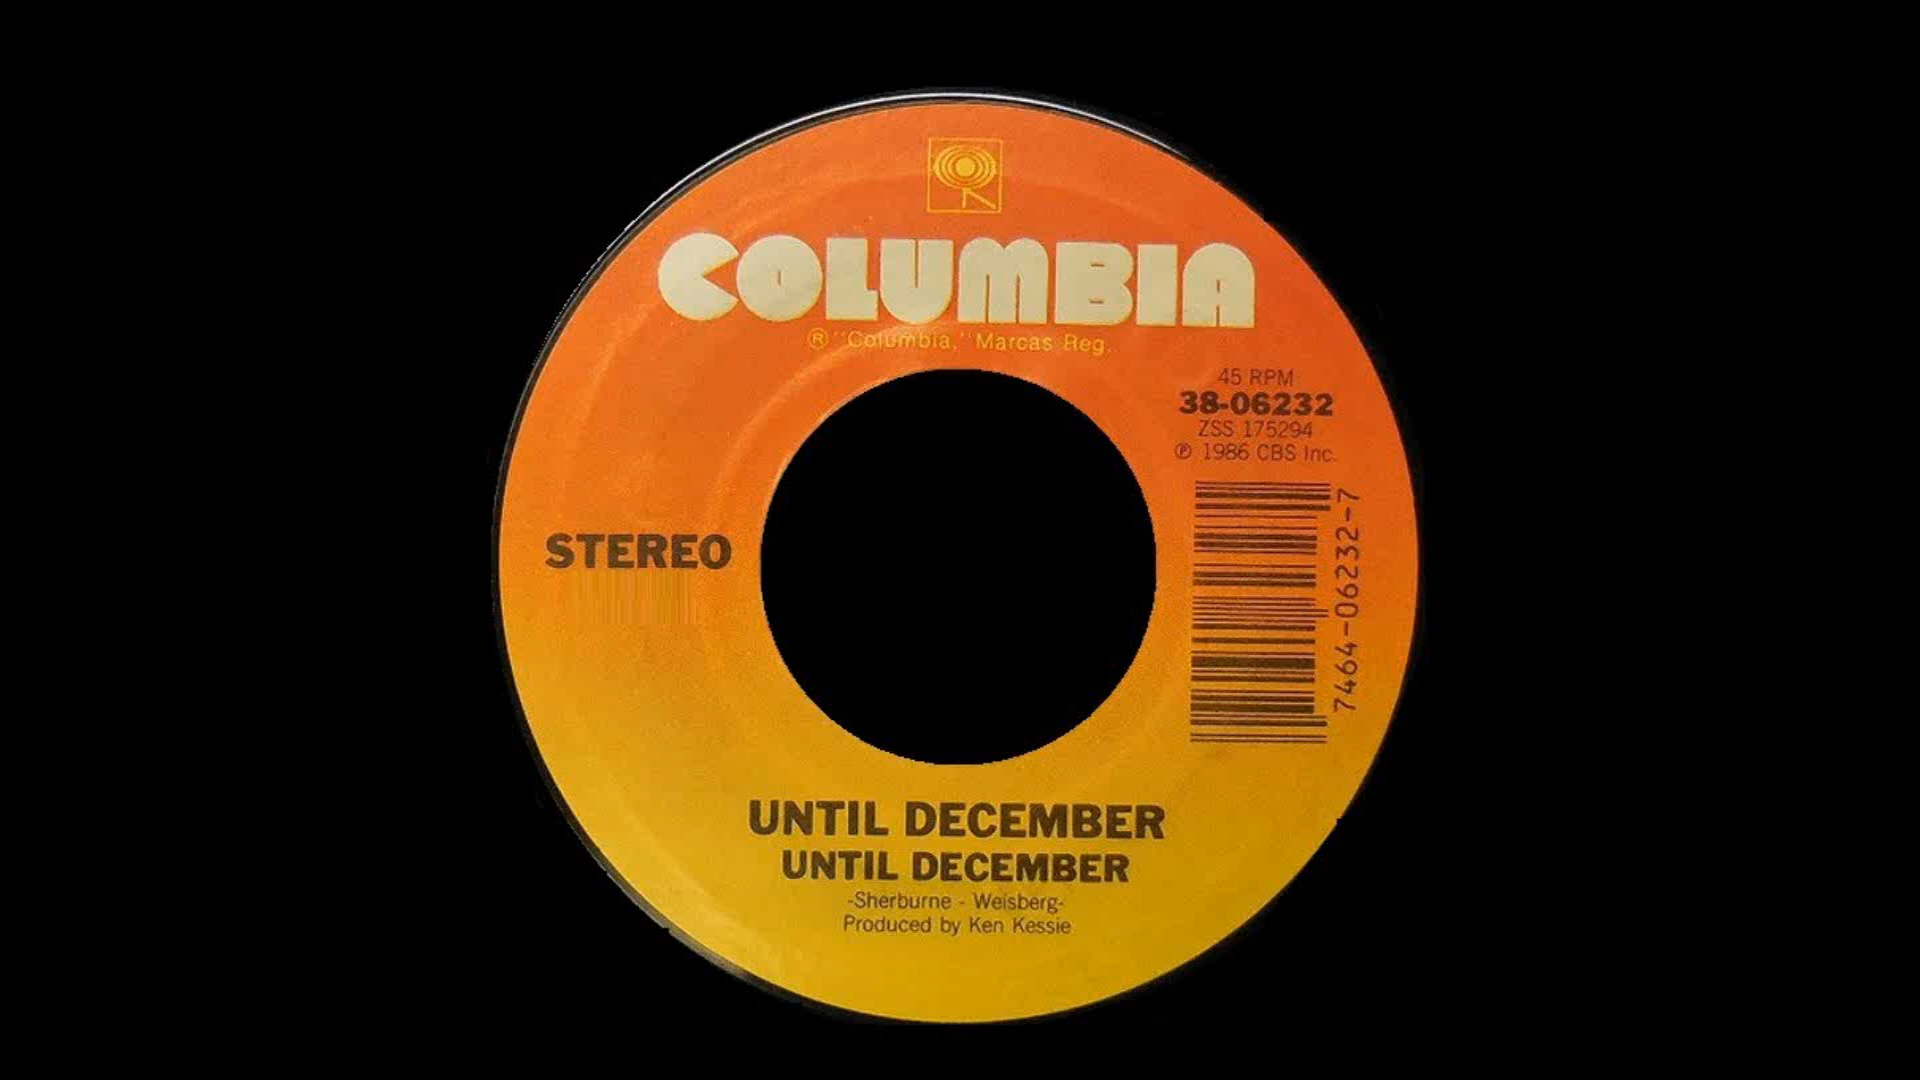 COLUMBIA
® "Columbia," Marcas Reg.
45 RPM
38-06232
ZSS 175294
℗ 1986 CBS Inc.
7464-06232-7
STEREO
UNTIL DECEMBER
UNTIL DECEMBER
-Sherburne - Weisberg-
Produced by Ken Kessie